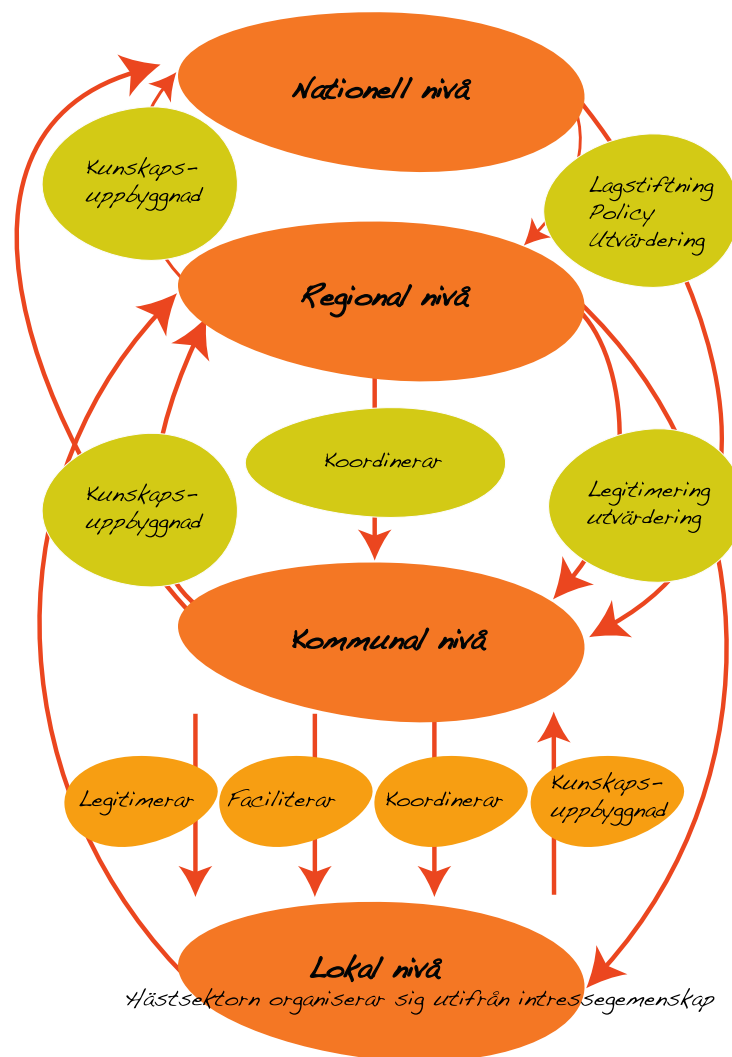 Nationell nivå
Kunskaps-
uppbyggnad
Lagstiftning
Policy
Utvärdering
Regional nivå
Koordinerar
Kunskaps-
uppbyggnad
Legitimering
utvärdering
Kommunal nivå
Legitimerar
Faciliterar
Koordinerar
Kunskaps-
uppbyggnad
Lokal nivå
Hästsektorn organiserar sig utifrån intressegemenskap